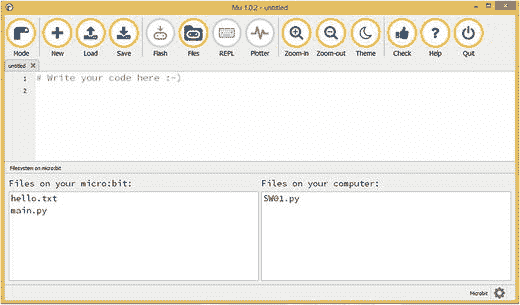 Mu 1.0.2 - untitled
Mode New Load Save Flash Files REPL Plotter Zoom-in Zoom-out Theme Check Help Quit
untitled
1 # Write your code here :-)
2
Filesystem on micro:bit
Files on your micro:bit: Files on your computer:
hello.txt SW01.py
main.py
Microbit